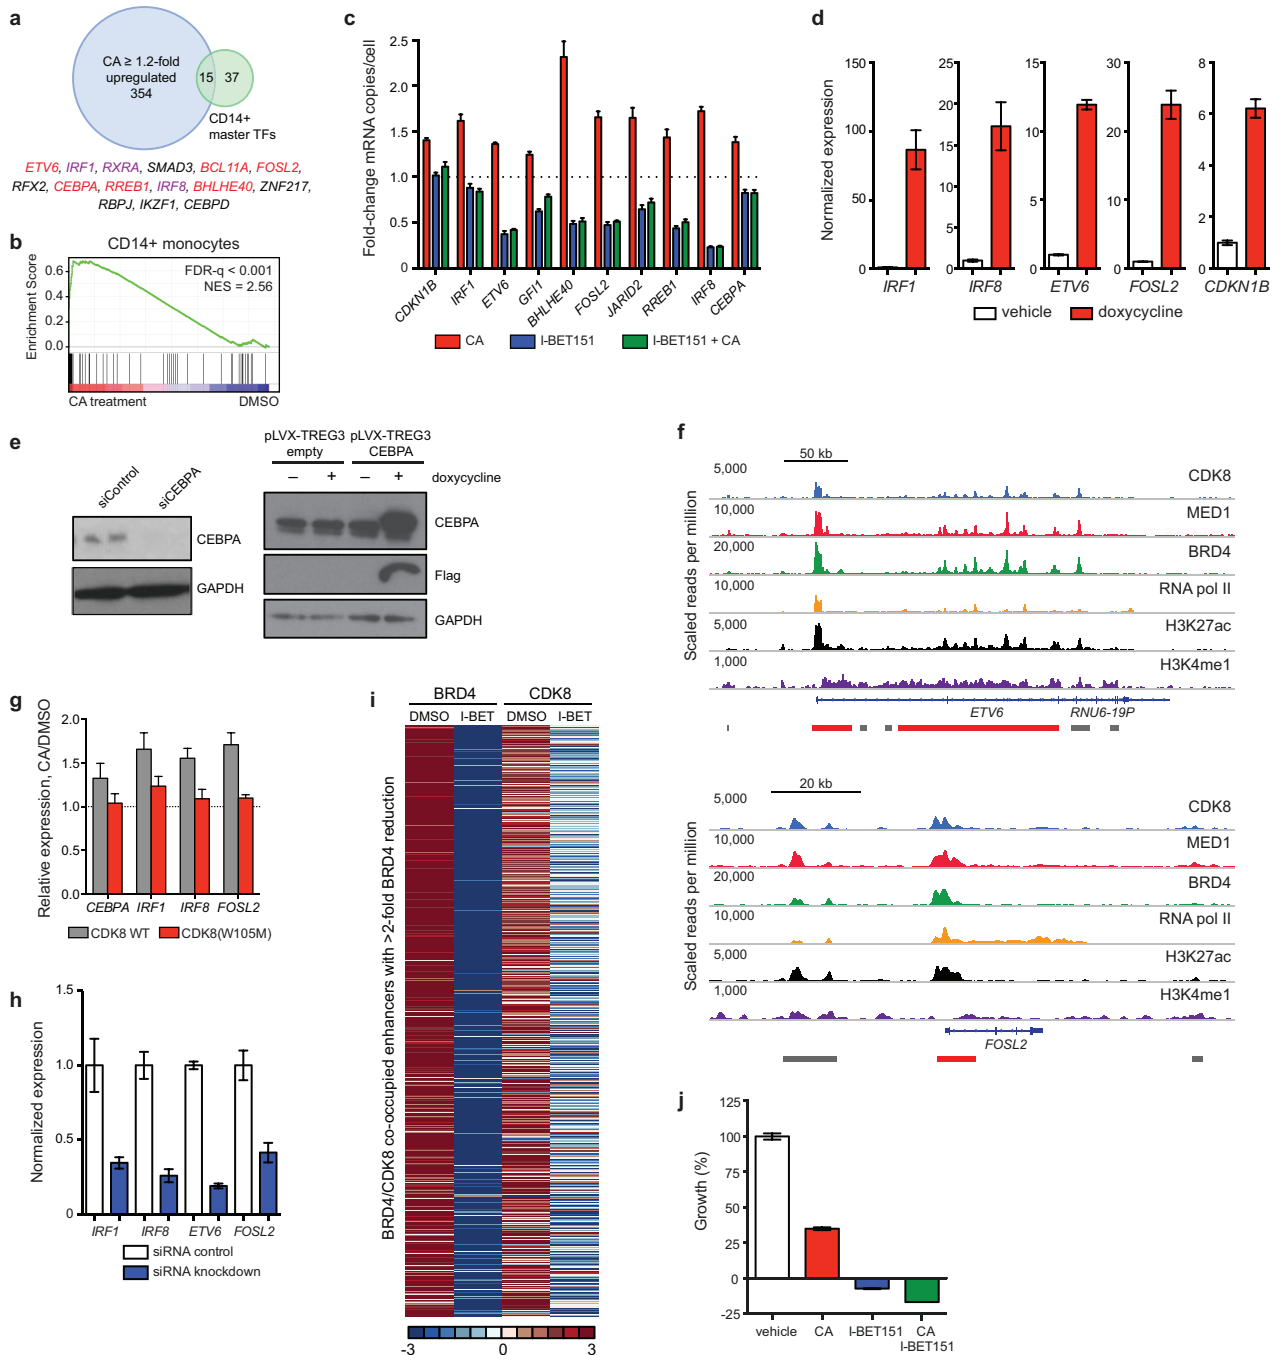 a
CA ≥ 1.2-fold
upregulated
354
15
37
CD14+
master TFs
ETV6, IRF1, RXRA, SMAD3, BCL11A, FOSL2,
RFX2, CEBPA, RREB1, IRF8, BHLHE40, ZNF217,
RBPJ, IKZF1, CEBPD
b
CD14+ monocytes
FDR-q < 0.001
NES = 2.56
Enrichment Score
0.6
0.4
0.2
0.0
CA treatment
DMSO
c
Fold-change mRNA copies/cell
2.5
2.0
1.5
1.0
0.5
0
CDKN1B
IRF1
ETV6
GFI1
BHLHE40
FOSL2
JARID2
RREB1
IRF8
CEBPA
CA
I-BET151
I-BET151 + CA
d
Normalized expression
150
100
50
0
IRF1
25
20
15
10
5
0
IRF8
20
15
10
5
0
ETV6
30
20
10
0
FOSL2
8
6
4
2
0
CDKN1B
vehicle
doxycycline
e
siControl
siCEBPA
CEBPA
GAPDH
pLVX-TREG3
empty
pLVX-TREG3
CEBPA
– + – +
doxycycline
CEBPA
Flag
GAPDH
f
50 kb
Scaled reads per million
5,000
CDK8
10,000
MED1
20,000
BRD4
10,000
RNA pol II
5,000
H3K27ac
1,000
H3K4me1
ETV6
RNU6-19P
20 kb
Scaled reads per million
5,000
CDK8
10,000
MED1
20,000
BRD4
10,000
RNA pol II
5,000
H3K27ac
1,000
H3K4me1
FOSL2
g
Relative expression, CA/DMSO
2.0
1.5
1.0
0.5
0.0
CEBPA
IRF1
IRF8
FOSL2
CDK8 WT
CDK8(W105M)
h
Normalized expression
1.5
1.0
0.5
0
IRF1
IRF8
ETV6
FOSL2
siRNA control
siRNA knockdown
i
BRD4
CDK8
DMSO
I-BET
DMSO
I-BET
BRD4/CDK8 co-occupied enhancers with >2-fold BRD4 reduction
-3
0
3
j
Growth (%)
125
100
75
50
25
0
-25
vehicle
CA
I-BET151
CA
I-BET151